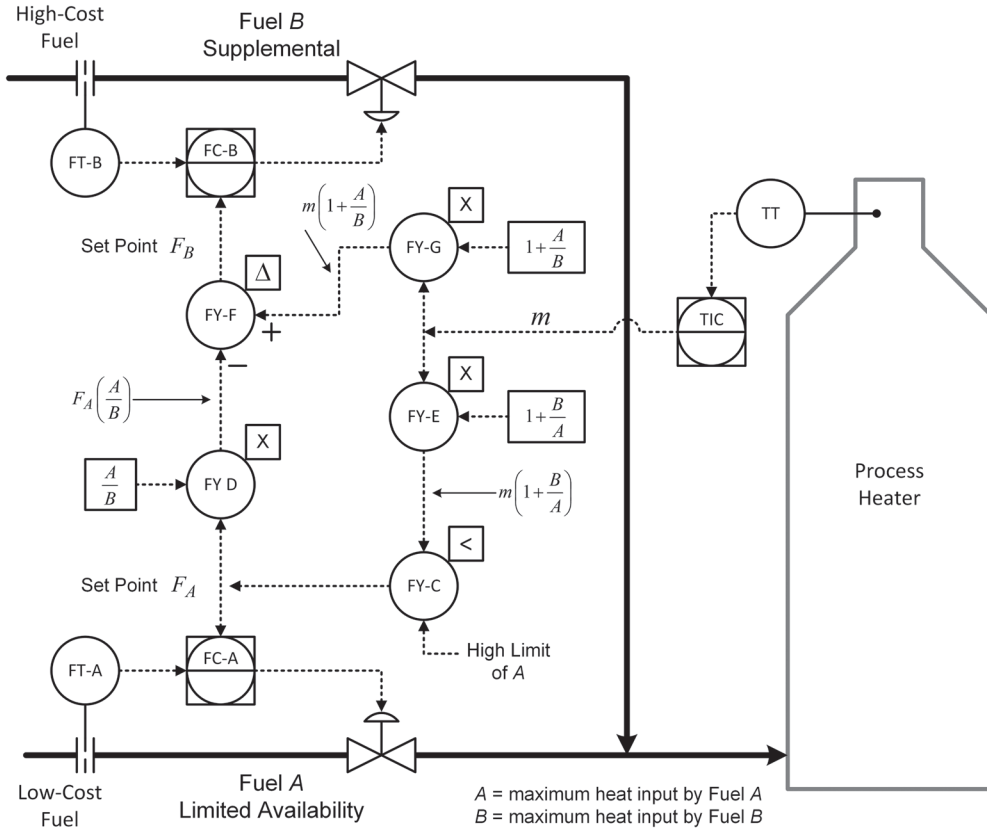 High-Cost
Fuel
Fuel B
Supplemental
FT-B
FC-B
m(1+A/B)
X
FY-G
1+A/B
TT
Set Point F_B
Δ
FY-F
+
m
TIC
−
X
FY-E
1+B/A
F_A(A/B)
X
A/B
FY D
m(1+B/A)
Process
Heater
<
FY-C
Set Point F_A
High Limit
of A
FT-A
FC-A
Low-Cost
Fuel
Fuel A
Limited Availability
A = maximum heat input by Fuel A
B = maximum heat input by Fuel B